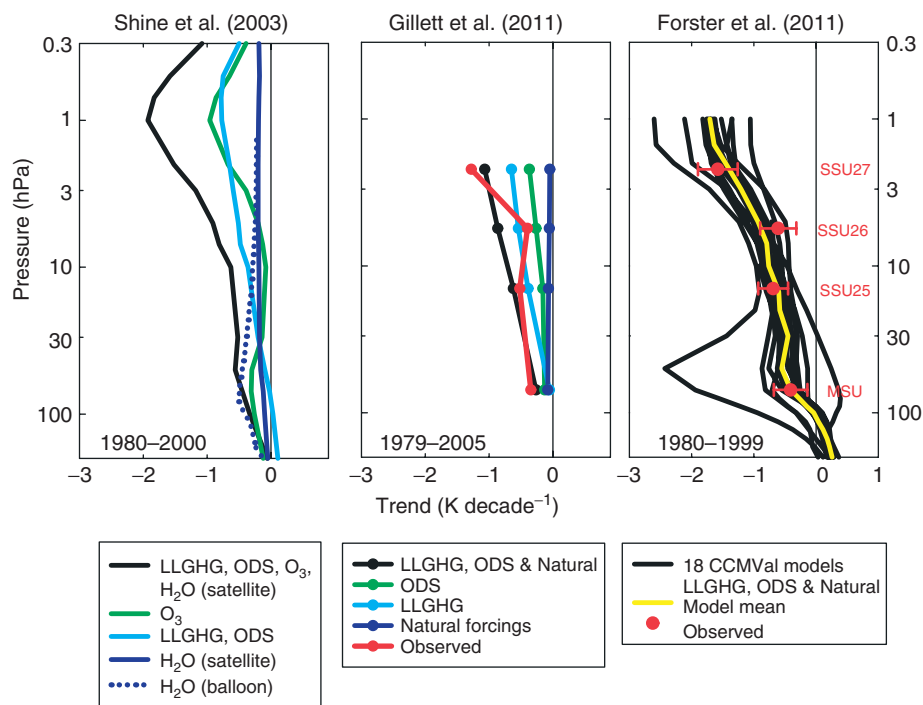 Shine et al. (2003)
Gillett et al. (2011)
Forster et al. (2011)
Pressure (hPa)
0.3
1
3
10
30
100
0.3
1
3
10
30
100
SSU27
SSU26
SSU25
MSU
1980–2000
1979–2005
1980–1999
−3 −2 −1 0
−3 −2 −1 0
−3 −2 −1 0 1
Trend (K decade⁻¹)
LLGHG, ODS, O₃,
H₂O (satellite)
O₃
LLGHG, ODS
H₂O (satellite)
H₂O (balloon)
LLGHG, ODS & Natural
ODS
LLGHG
Natural forcings
Observed
18 CCMVal models
LLGHG, ODS & Natural
Model mean
Observed